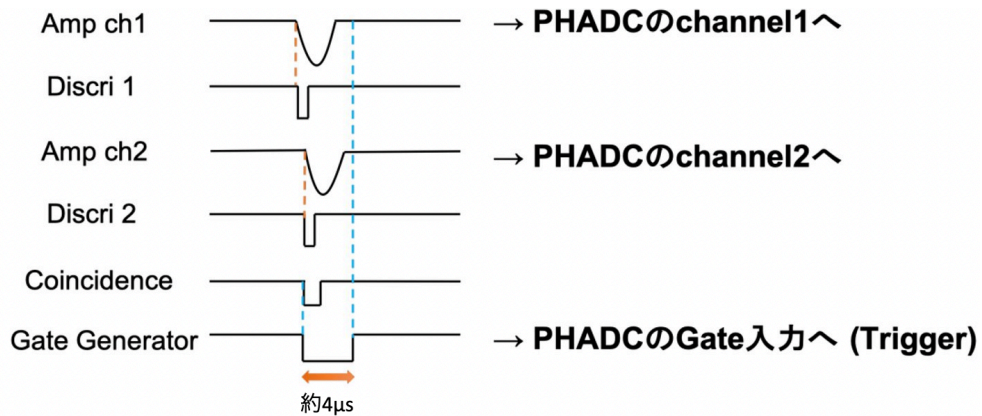 Amp ch1 → PHADCのchannel1へ
Discri 1
Amp ch2 → PHADCのchannel2へ
Discri 2
Coincidence
Gate Generator → PHADCのGate入力へ (Trigger)
約4μs